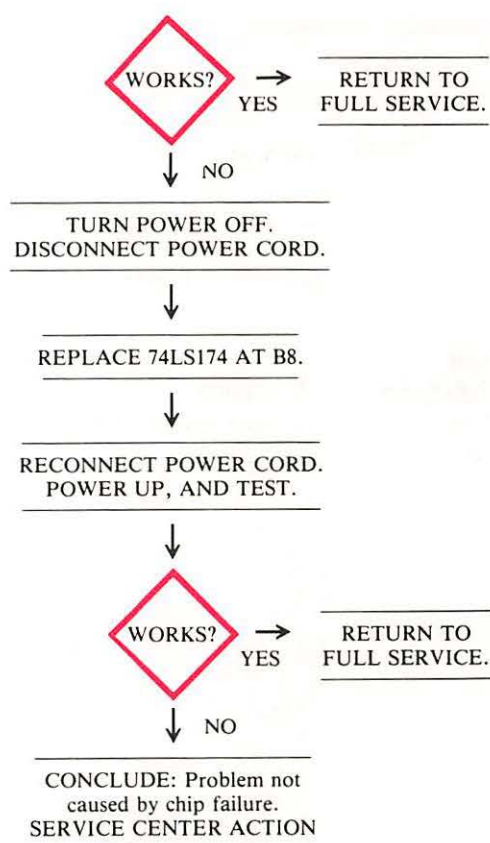 WORKS?
YES
RETURN TO
FULL SERVICE.
NO
TURN POWER OFF.
DISCONNECT POWER CORD.
REPLACE 74LS174 AT B8.
RECONNECT POWER CORD.
POWER UP, AND TEST.
WORKS?
YES
RETURN TO
FULL SERVICE.
NO
CONCLUDE: Problem not
caused by chip failure.
SERVICE CENTER ACTION